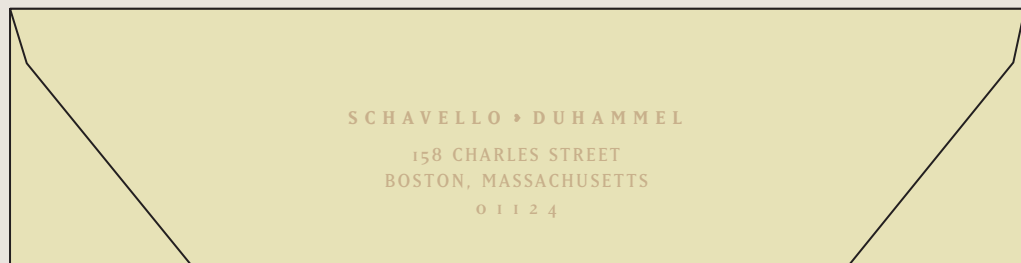 SCHAVELLO ❥ DUHAMMEL
158 CHARLES STREET
BOSTON, MASSACHUSETTS
01124